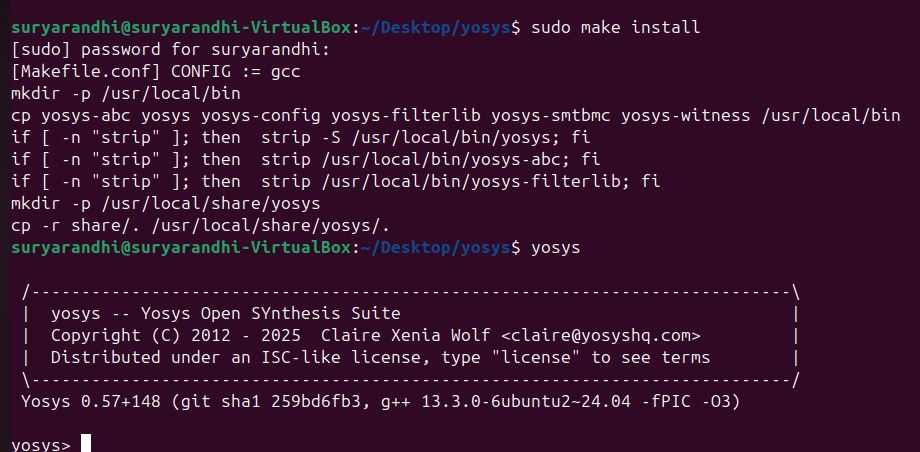 suryarandhi@suryarandhi-VirtualBox:~/Desktop/yosys$ sudo make install
[sudo] password for suryarandhi:
[Makefile.conf] CONFIG := gcc
mkdir -p /usr/local/bin
cp yosys-abc yosys yosys-config yosys-filterlib yosys-smtbmc yosys-witness /usr/local/bin
if [ -n "strip" ]; then  strip -S /usr/local/bin/yosys; fi
if [ -n "strip" ]; then  strip /usr/local/bin/yosys-abc; fi
if [ -n "strip" ]; then  strip /usr/local/bin/yosys-filterlib; fi
mkdir -p /usr/local/share/yosys
cp -r share/. /usr/local/share/yosys/.
suryarandhi@suryarandhi-VirtualBox:~/Desktop/yosys$ yosys
/----------------------------------------------------------------------------\
|  yosys -- Yosys Open SYnthesis Suite                                       |
|  Copyright (C) 2012 - 2025  Claire Xenia Wolf <claire@yosyshq.com>         |
|  Distributed under an ISC-like license, type "license" to see terms        |
\----------------------------------------------------------------------------/
Yosys 0.57+148 (git sha1 259bd6fb3, g++ 13.3.0-6ubuntu2~24.04 -fPIC -O3)
yosys>